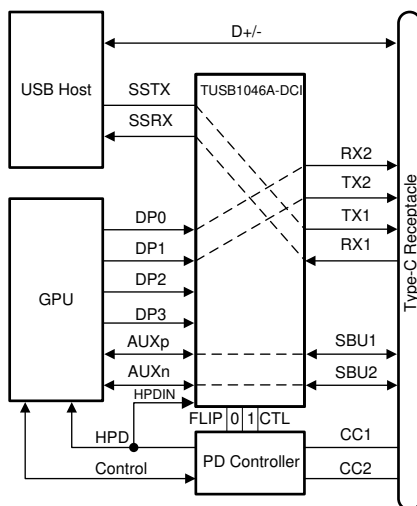 D+/-
USB Host
SSTX
SSRX
TUSB1046A-DCI
RX2
TX2
TX1
RX1
Type-C Receptacle
GPU
DP0
DP1
DP2
DP3
AUXp
AUXn
HPDIN
SBU1
SBU2
FLIP 0 1 CTL
HPD
Control
PD Controller
CC1
CC2